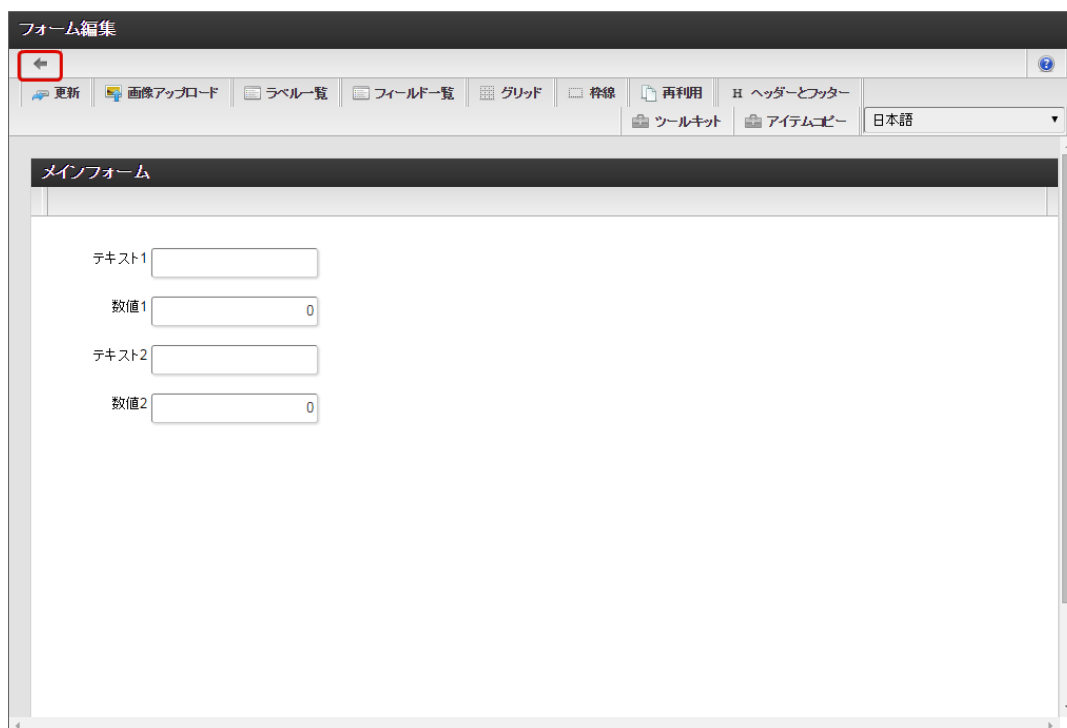 フォーム編集
更新 画像アップロード ラベル一覧 フィールド一覧 グリッド 枠線 再利用 H ヘッダーとフッター
ツールキット アイテムコピー 日本語
メインフォーム
テキスト1
数値1 0
テキスト2
数値2 0